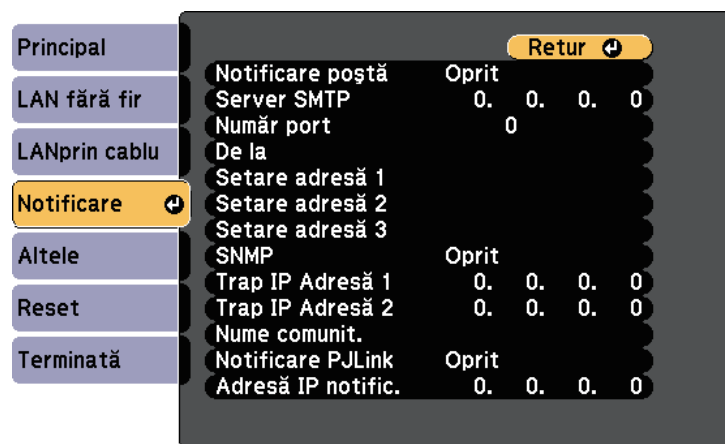 Principal
LAN fără fir
LANprin cablu
Notificare
Altele
Reset
Terminată
Retur
Notificare poştă Oprit
Server SMTP 0. 0. 0. 0
Număr port 0
De la
Setare adresă 1
Setare adresă 2
Setare adresă 3
SNMP Oprit
Trap IP Adresă 1 0. 0. 0. 0
Trap IP Adresă 2 0. 0. 0. 0
Nume comunit.
Notificare PJLink Oprit
Adresă IP notific. 0. 0. 0. 0